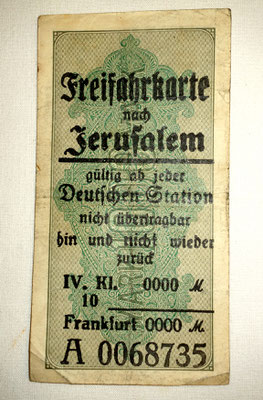 Freifahrkarte
nach
Jerusalem
gültig ab jeder
Deutschen Station
nicht übertragbar
hin und nicht wieder
zurück
IV. Kl. 0000 M
10
Frankfurt 0000 M
A 0068735